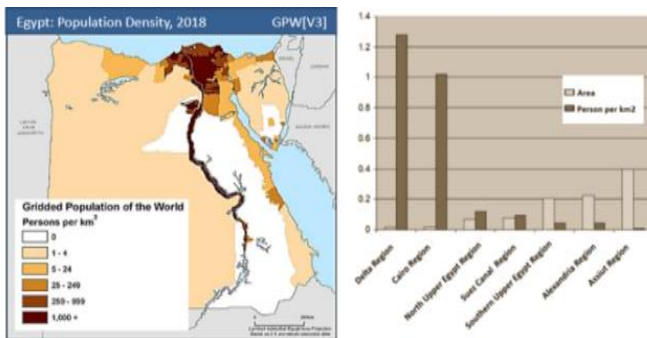 Egypt: Population Density, 2018 GPW[V3]
ISRAEL
Gridded Population of the World
Persons per km³
0
1 - 4
5 - 24
25 - 249
250 - 999
1,000 +
1.4
1.2
1
0.8
0.6
0.4
0.2
0
Area
Person per km2
Delta Region
Cairo Region
North Upper Egypt Region
Suez Canal Region
Southern Upper Egypt Region
Alexandria Region
Assiut Region